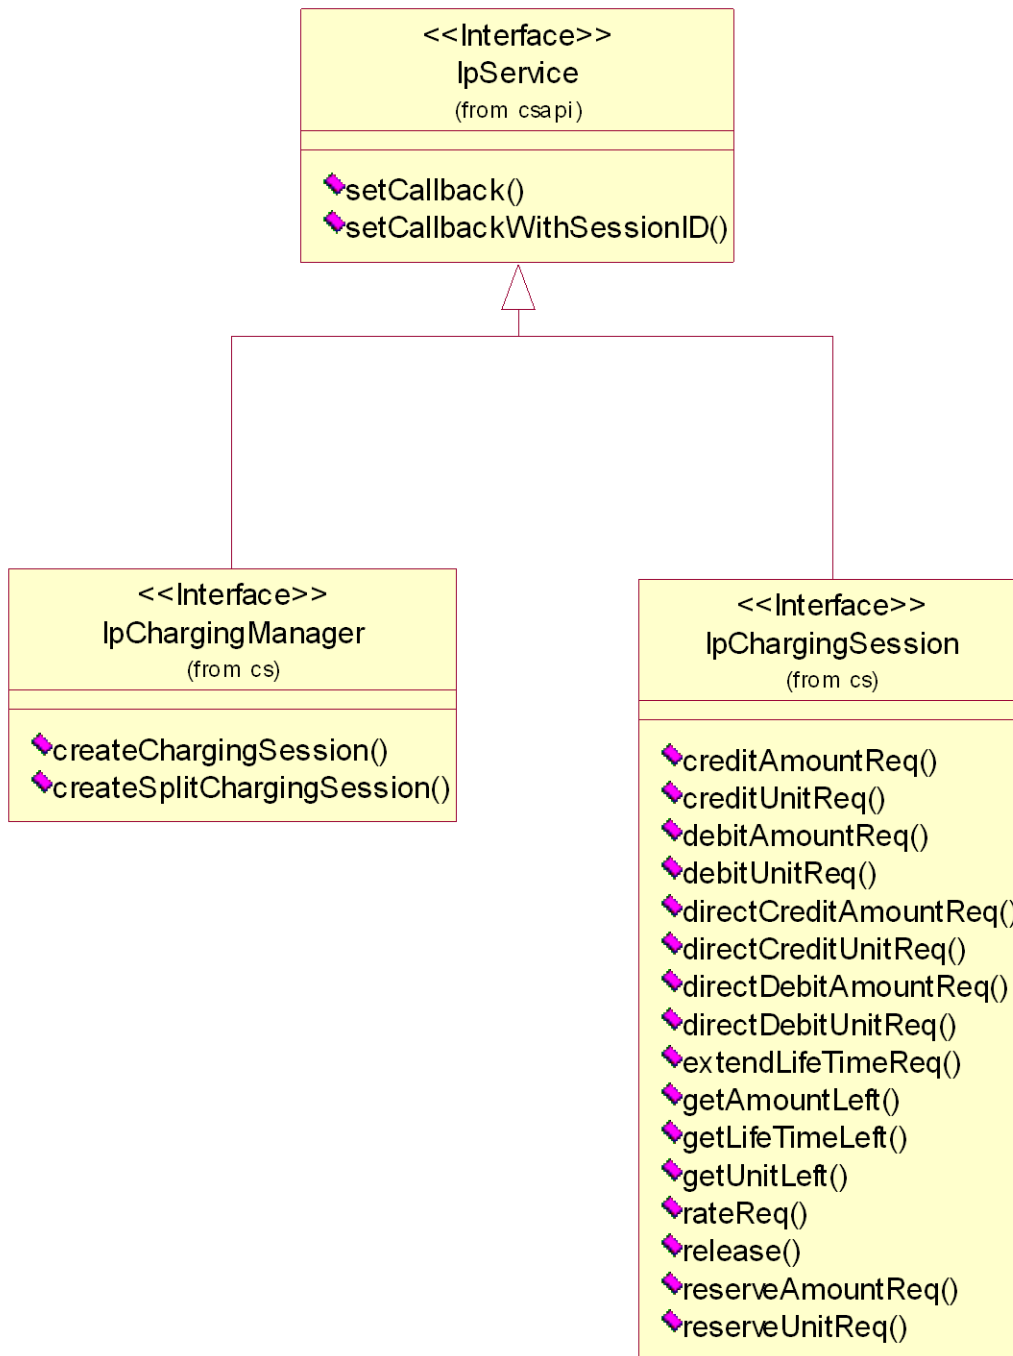 <<Interface>>
IpService
(from csapi)
setCallback()
setCallbackWithSessionID()
<<Interface>>
IpChargingManager
(from cs)
createChargingSession()
createSplitChargingSession()
<<Interface>>
IpChargingSession
(from cs)
creditAmountReq()
creditUnitReq()
debitAmountReq()
debitUnitReq()
directCreditAmountReq()
directCreditUnitReq()
directDebitAmountReq()
directDebitUnitReq()
extendLifeTimeReq()
getAmountLeft()
getLifeTimeLeft()
getUnitLeft()
rateReq()
release()
reserveAmountReq()
reserveUnitReq()